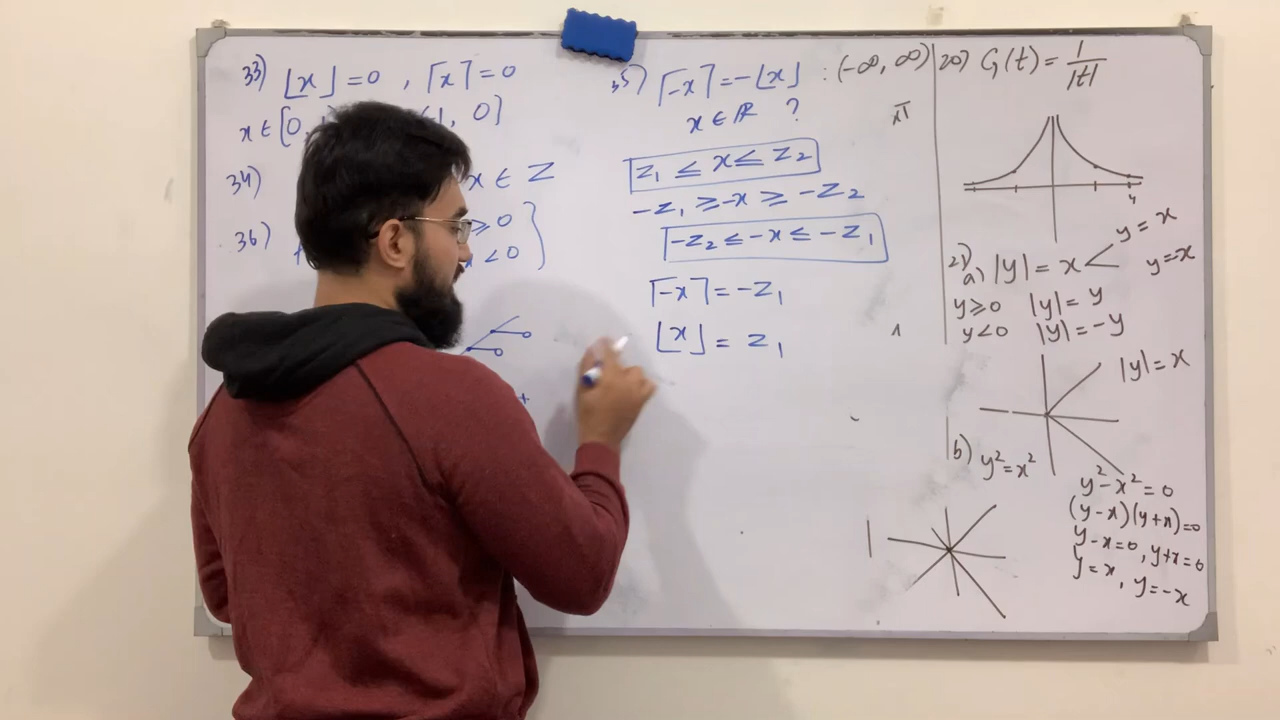 33) ⌊x⌋=0 , ⌈x⌉=0
x ∈ [0, 1, 0]
34) x ∈ Z
36) ≥ 0
x < 0
35) ⌈-x⌉ = -⌊x⌋ : (-∞, ∞)
x ∈ ℝ ?
Z₁ ≤ x ≤ Z₂
-Z₁ ≥ -x ≥ -Z₂
-Z₂ ≤ -x ≤ -Z₁
⌈-x⌉ = -Z₁
⌊x⌋ = Z₁
20) G(t) = 1/|t|
4
21)
a) |y| = x
y = x
y = -x
y ≥ 0 |y| = y
y < 0 |y| = -y
|y| = x
b) y² = x²
y² - x² = 0
(y - x)(y + x) = 0
y - x = 0, y + x = 0
y = x, y = -x